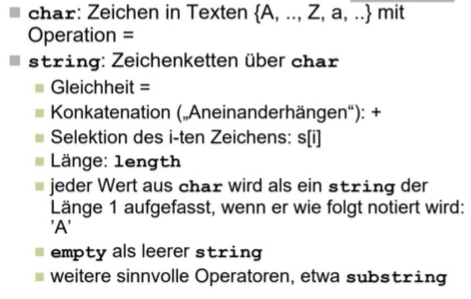 char: Zeichen in Texten {A, .., Z, a, ..} mit
Operation =
string: Zeichenketten über char
Gleichheit =
Konkatenation („Aneinanderhängen“): +
Selektion des i-ten Zeichens: s[i]
Länge: length
jeder Wert aus char wird als ein string der
Länge 1 aufgefasst, wenn er wie folgt notiert wird:
’A’
empty als leerer string
weitere sinnvolle Operatoren, etwa substring